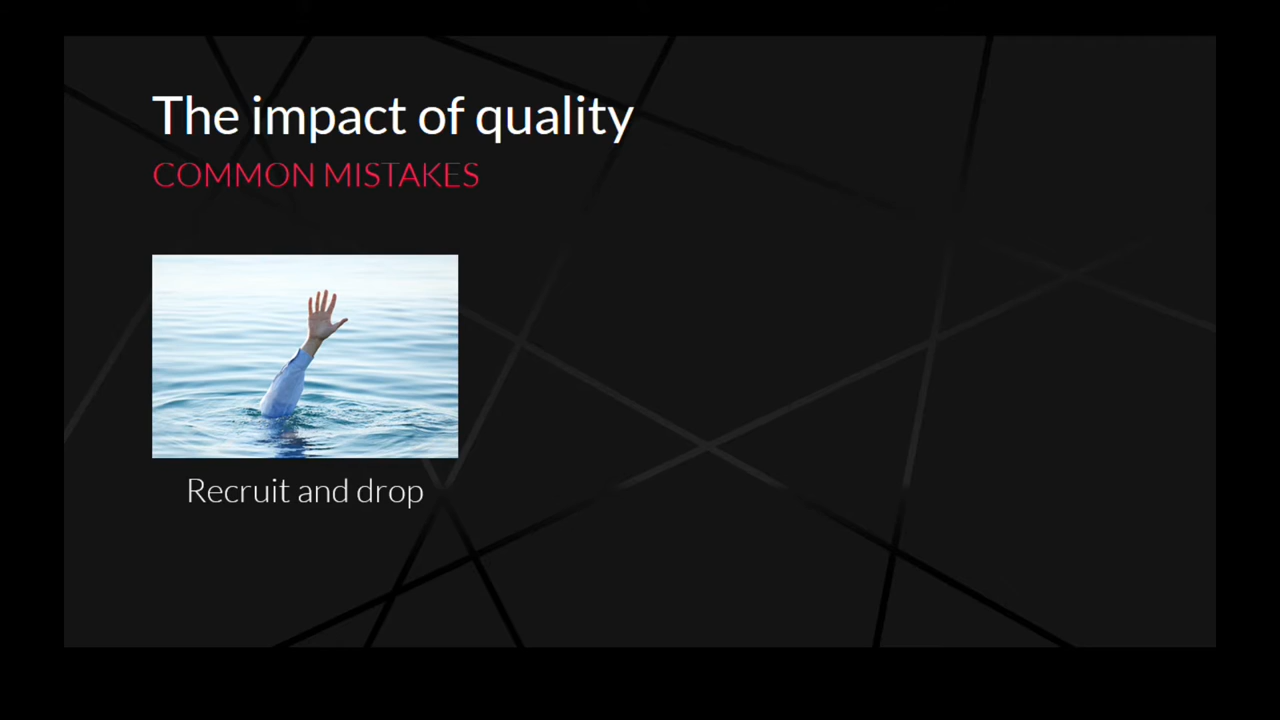 The impact of quality
COMMON MISTAKES
Recruit and drop